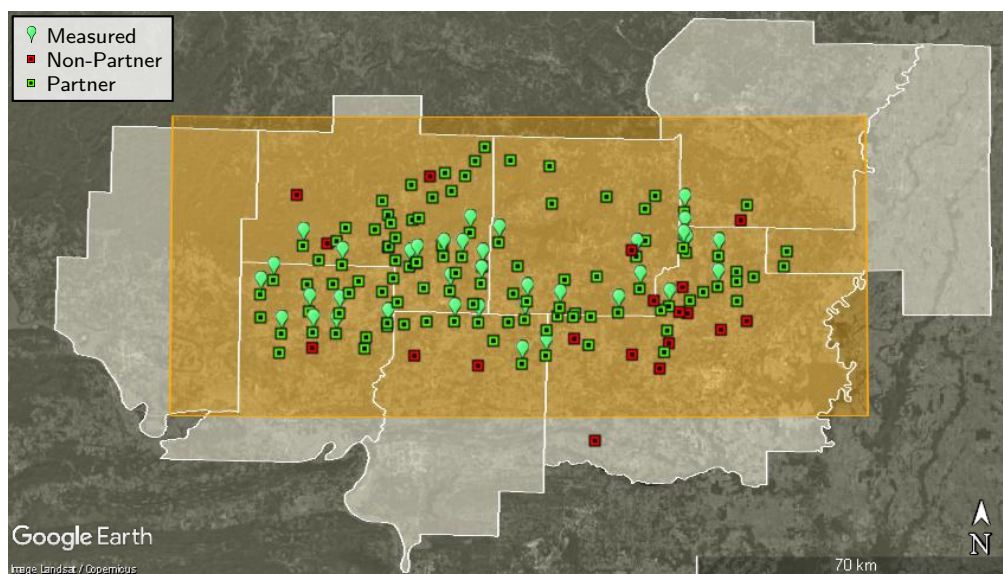 Measured
Non-Partner
Partner
Google Earth
N
Image Landsat / Copernicus
70 km